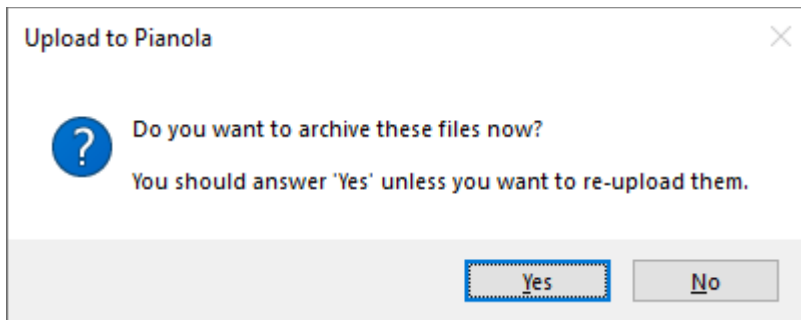 Upload to Pianola
?
Do you want to archive these files now?
You should answer 'Yes' unless you want to re-upload them.
Yes
No